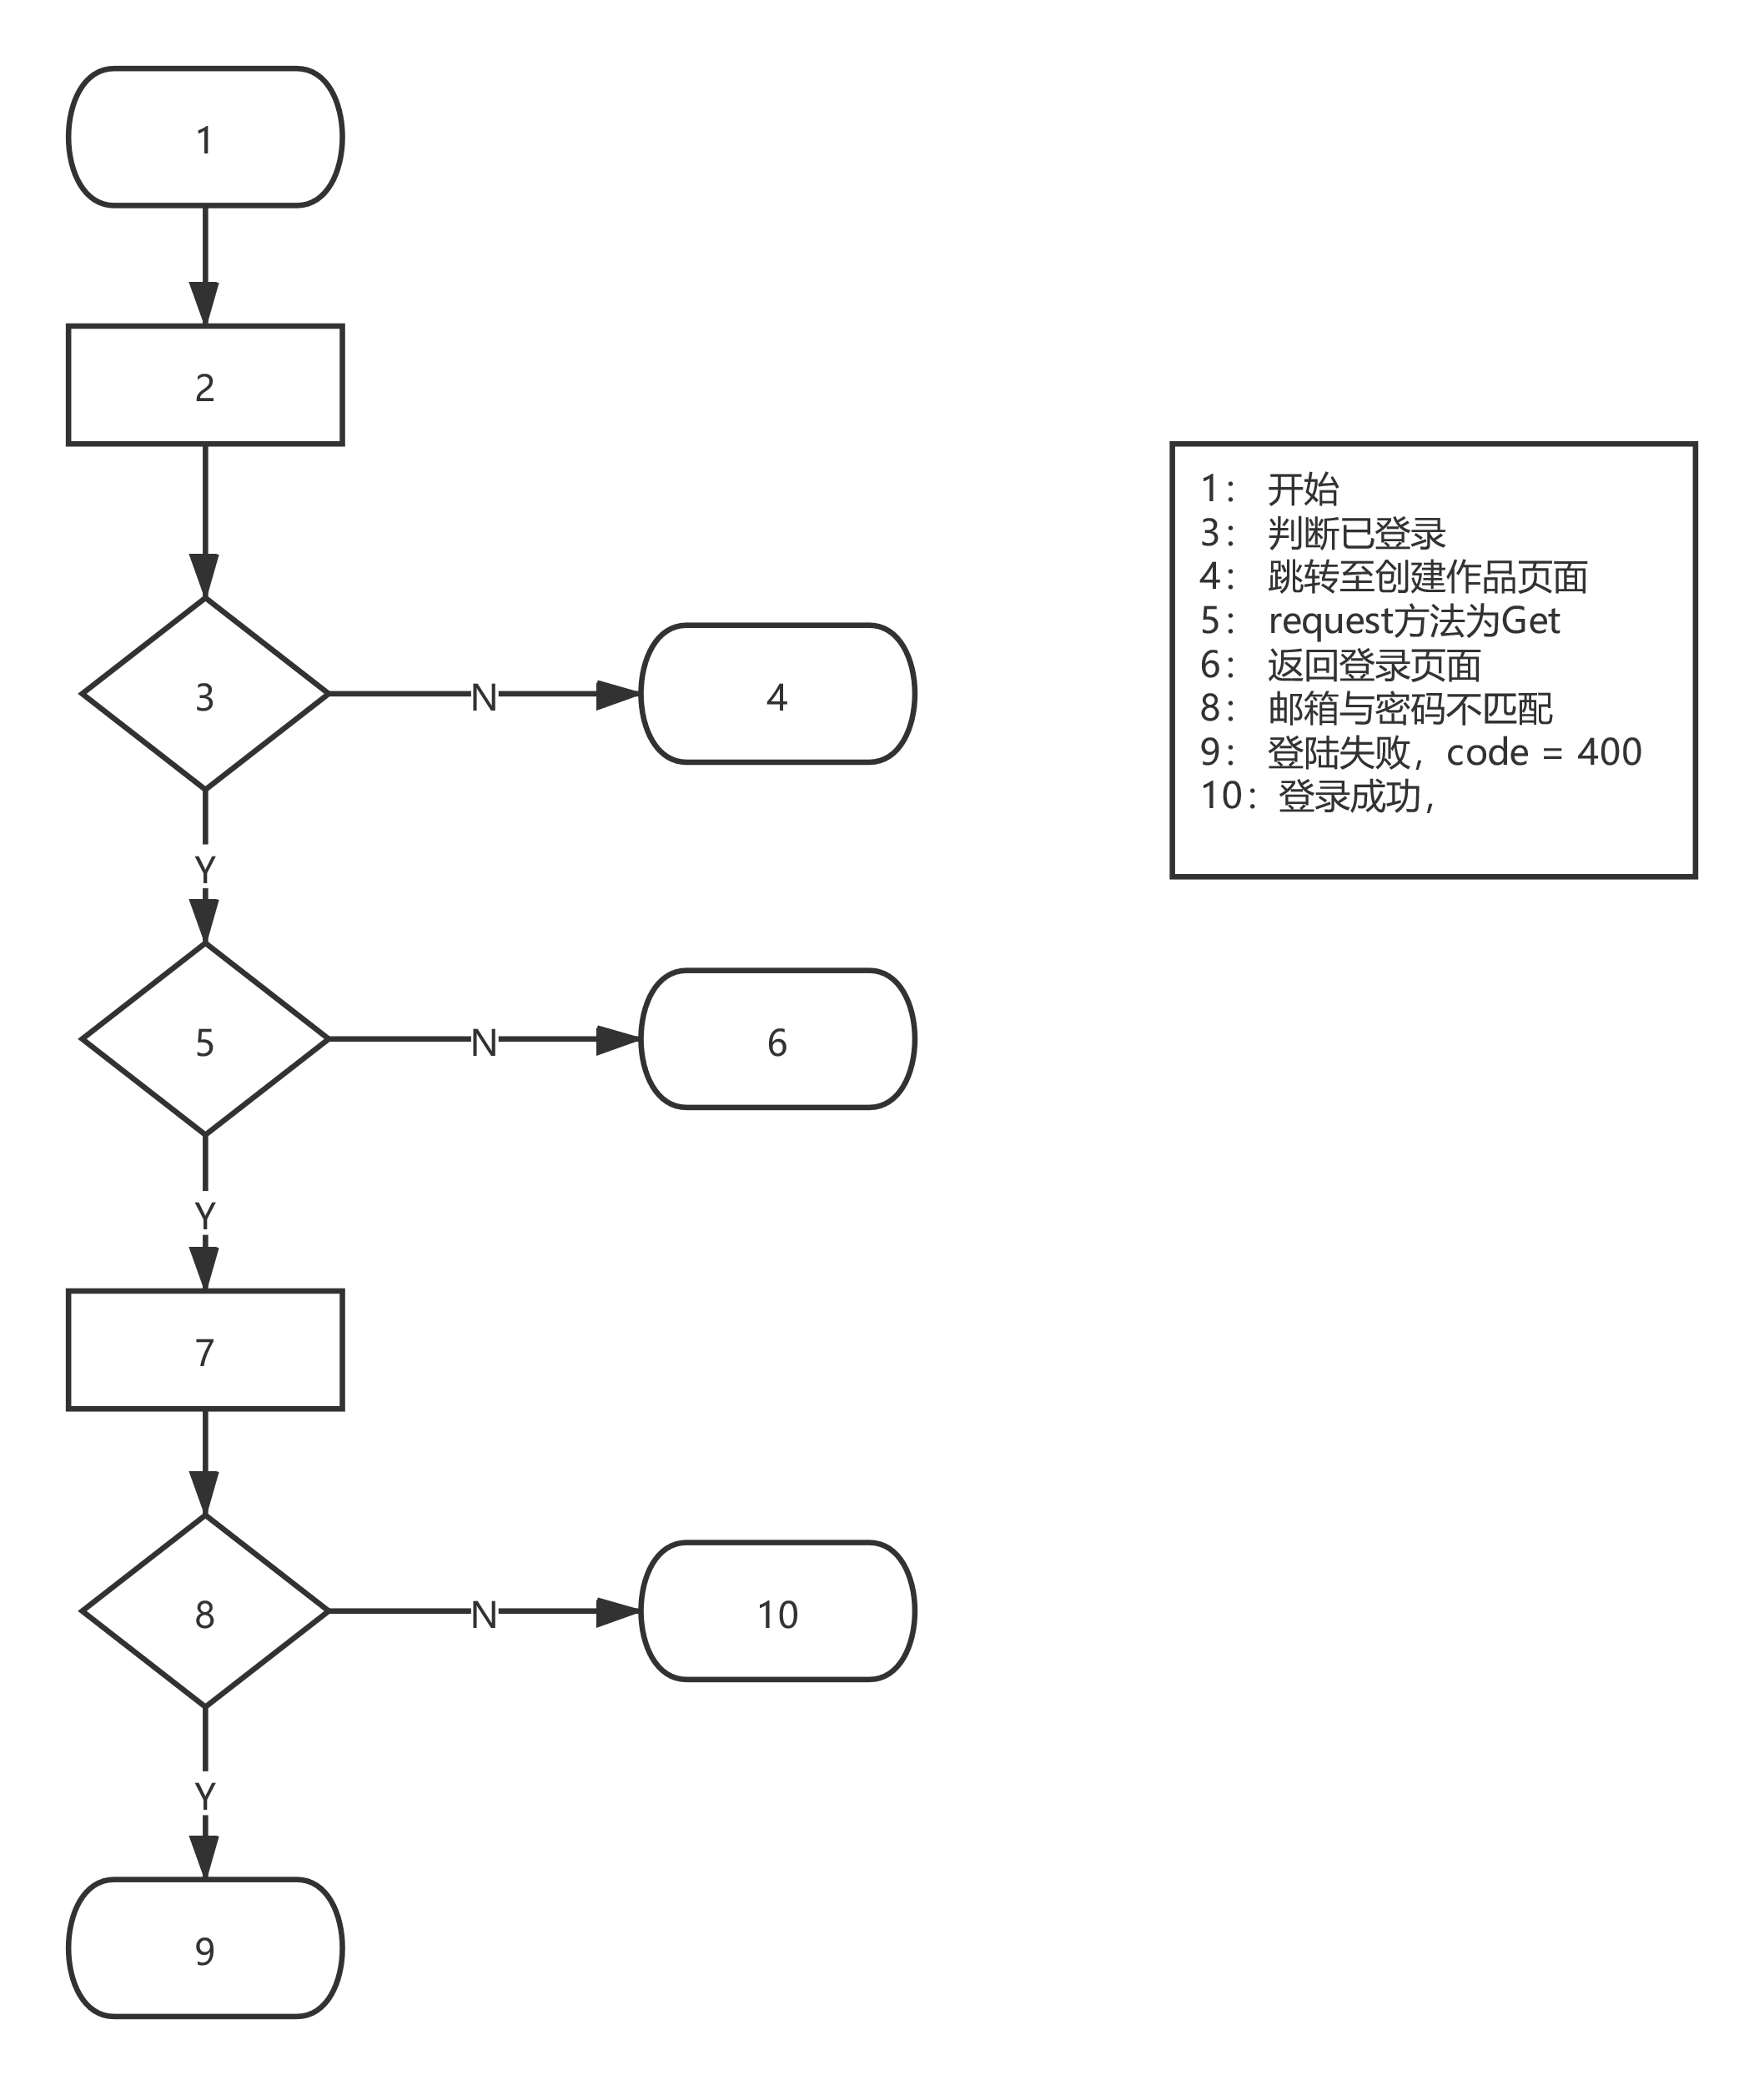 1
2
3
N
4
Y
5
N
6
Y
7
8
N
10
Y
9
1： 开始
3： 判断已登录
4： 跳转至创建作品页面
5： request方法为Get
6： 返回登录页面
8： 邮箱与密码不匹配
9： 登陆失败，code = 400
10：登录成功，